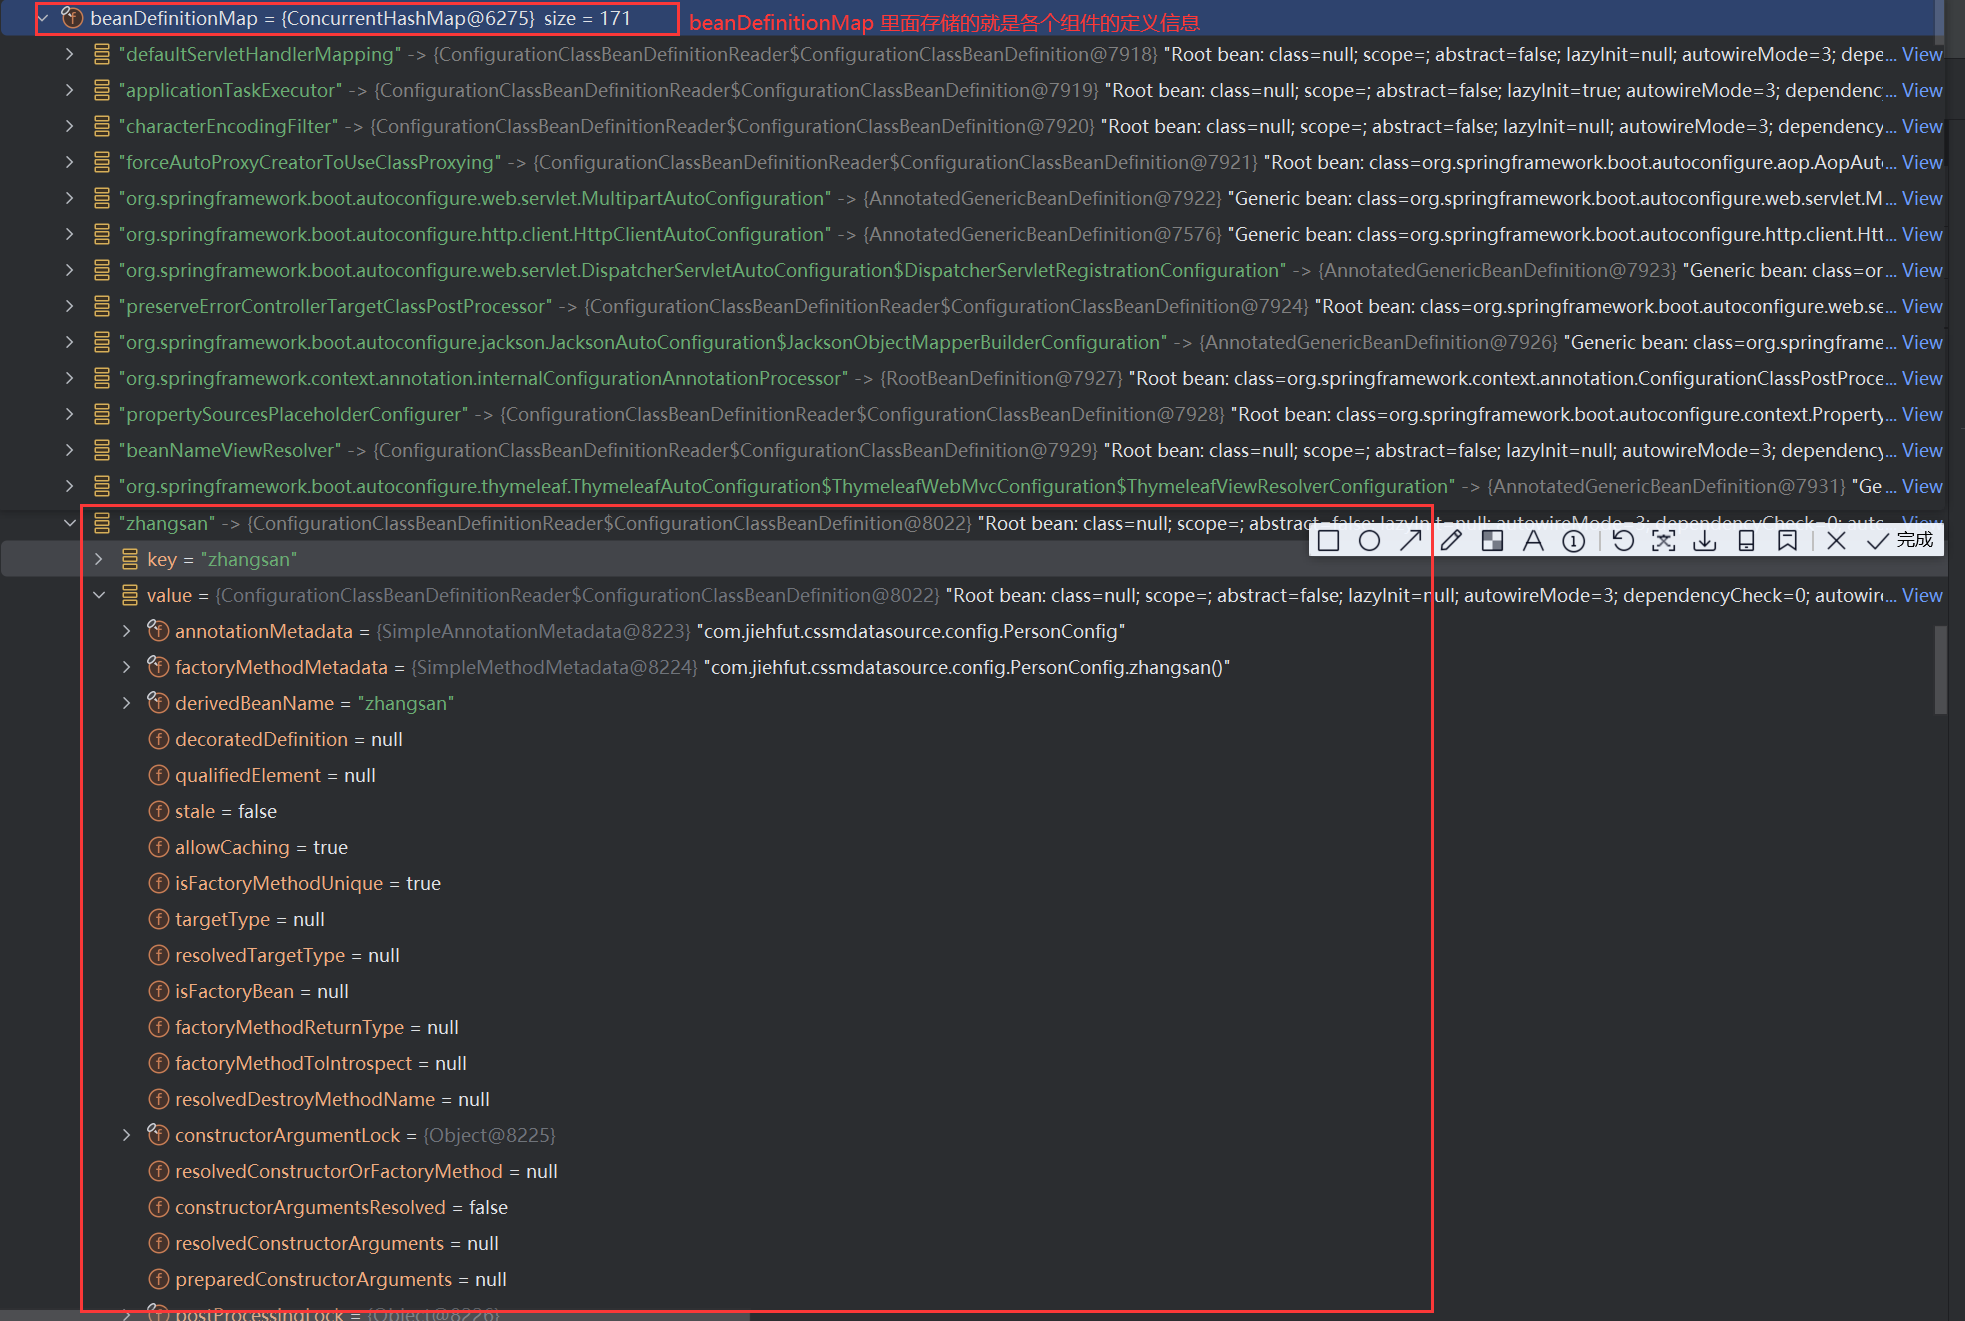 beanDefinitionMap = {ConcurrentHashMap@6275} size = 171 beanDefinitionMap 里面存储的就是各个组件的定义信息
"defaultServletHandlerMapping" -> {ConfigurationClassBeanDefinitionReader$ConfigurationClassBeanDefinition@7918} "Root bean: class=null; scope=; abstract=false; lazyInit=null; autowireMode=3; depe... View
"applicationTaskExecutor" -> {ConfigurationClassBeanDefinitionReader$ConfigurationClassBeanDefinition@7919} "Root bean: class=null; scope=; abstract=false; lazyInit=true; autowireMode=3; dependenc... View
"characterEncodingFilter" -> {ConfigurationClassBeanDefinitionReader$ConfigurationClassBeanDefinition@7920} "Root bean: class=null; scope=; abstract=false; lazyInit=null; autowireMode=3; dependency... View
"forceAutoProxyCreatorToUseClassProxying" -> {ConfigurationClassBeanDefinitionReader$ConfigurationClassBeanDefinition@7921} "Root bean: class=org.springframework.boot.autoconfigure.aop.AopAut... View
"org.springframework.boot.autoconfigure.web.servlet.MultipartAutoConfiguration" -> {AnnotatedGenericBeanDefinition@7922} "Generic bean: class=org.springframework.boot.autoconfigure.web.servlet.M... View
"org.springframework.boot.autoconfigure.http.client.HttpClientAutoConfiguration" -> {AnnotatedGenericBeanDefinition@7576} "Generic bean: class=org.springframework.boot.autoconfigure.http.client.Htt... View
"org.springframework.boot.autoconfigure.web.servlet.DispatcherServletAutoConfiguration$DispatcherServletRegistrationConfiguration" -> {AnnotatedGenericBeanDefinition@7923} "Generic bean: class=or... View
"preserveErrorControllerTargetClassPostProcessor" -> {ConfigurationClassBeanDefinitionReader$ConfigurationClassBeanDefinition@7924} "Root bean: class=org.springframework.boot.autoconfigure.web.se... View
"org.springframework.boot.autoconfigure.jackson.JacksonAutoConfiguration$JacksonObjectMapperBuilderConfiguration" -> {AnnotatedGenericBeanDefinition@7926} "Generic bean: class=org.springframe... View
"org.springframework.context.annotation.internalConfigurationAnnotationProcessor" -> {RootBeanDefinition@7927} "Root bean: class=org.springframework.context.annotation.ConfigurationClassPostProce... View
"propertySourcesPlaceholderConfigurer" -> {ConfigurationClassBeanDefinitionReader$ConfigurationClassBeanDefinition@7928} "Root bean: class=org.springframework.boot.autoconfigure.context.Property... View
"beanNameViewResolver" -> {ConfigurationClassBeanDefinitionReader$ConfigurationClassBeanDefinition@7929} "Root bean: class=null; scope=; abstract=false; lazyInit=null; autowireMode=3; dependency... View
"org.springframework.boot.autoconfigure.thymeleaf.ThymeleafAutoConfiguration$ThymeleafWebMvcConfiguration$ThymeleafViewResolverConfiguration" -> {AnnotatedGenericBeanDefinition@7931} "Ge... View
"zhangsan" -> {ConfigurationClassBeanDefinitionReader$ConfigurationClassBeanDefinition@8022} "Root bean: class=null; scope=; abstract=false; lazyInit=null; autowireMode=3; dependencyCheck=0; auto... View
完成
key = "zhangsan"
value = {ConfigurationClassBeanDefinitionReader$ConfigurationClassBeanDefinition@8022} "Root bean: class=null; scope=; abstract=false; lazyInit=null; autowireMode=3; dependencyCheck=0; autowir... View
annotationMetadata = {SimpleAnnotationMetadata@8223} "com.jiehfut.cssmdatasource.config.PersonConfig"
factoryMethodMetadata = {SimpleMethodMetadata@8224} "com.jiehfut.cssmdatasource.config.PersonConfig.zhangsan()"
derivedBeanName = "zhangsan"
decoratedDefinition = null
qualifiedElement = null
stale = false
allowCaching = true
isFactoryMethodUnique = true
targetType = null
resolvedTargetType = null
isFactoryBean = null
factoryMethodReturnType = null
factoryMethodToIntrospect = null
resolvedDestroyMethodName = null
constructorArgumentLock = {Object@8225}
resolvedConstructorOrFactoryMethod = null
constructorArgumentsResolved = false
resolvedConstructorArguments = null
preparedConstructorArguments = null
postProcessingLock = {Object@8226}